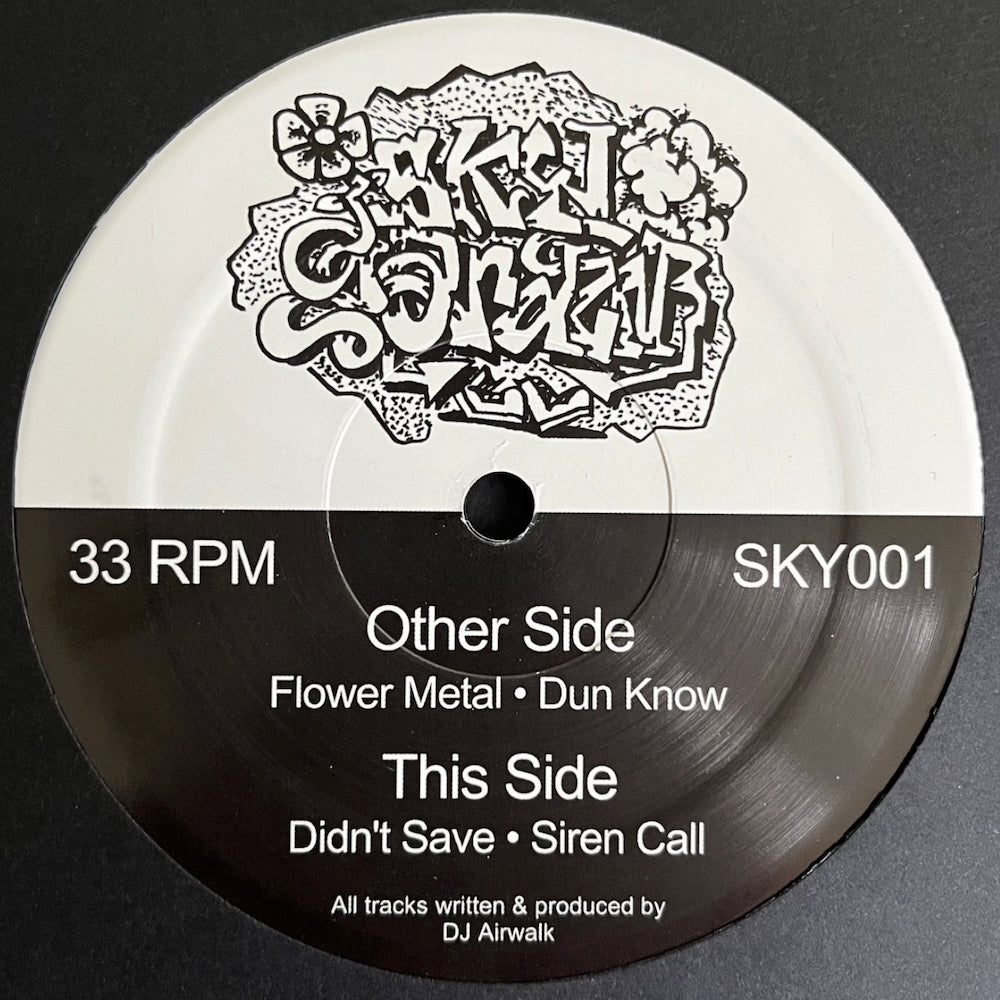 SKY
33 RPM
SKY001
Other Side
Flower Metal • Dun Know
This Side
Didn't Save • Siren Call
All tracks written & produced by
DJ Airwalk